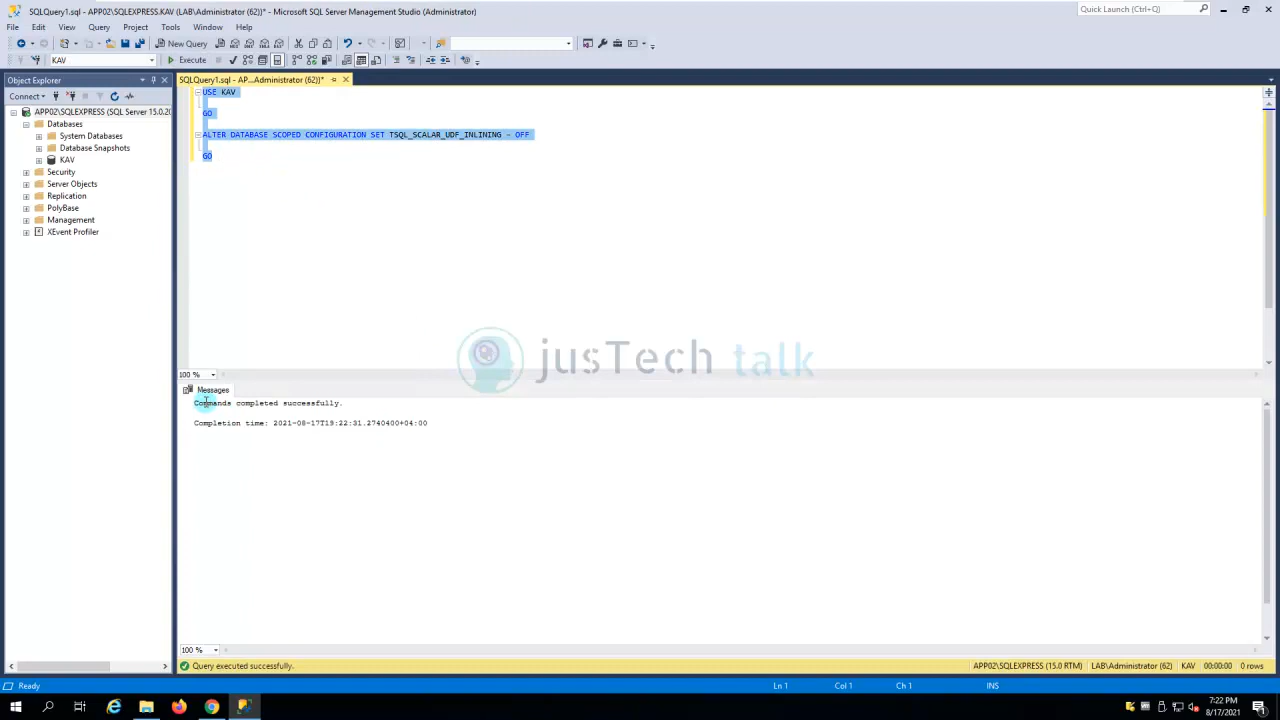 SQLQuery1.sql - APP02\SQLEXPRESS.KAV (LAB\Administrator (62))* - Microsoft SQL Server Management Studio (Administrator)
Quick Launch (Ctrl+Q)
File Edit View Query Project Tools Window Help
New Query
KAV
Execute
Object Explorer
SQLQuery1.sql - AP...Administrator (62))*
Connect
APP02\SQLEXPRESS (SQL Server 15.0.20
Databases
System Databases
Database Snapshots
KAV
Security
Server Objects
Replication
PolyBase
Management
XEvent Profiler
USE KAV
GO
ALTER DATABASE SCOPED CONFIGURATION SET TSQL_SCALAR_UDF_INLINING = OFF
GO
jusTech talk
100 %
Messages
Commands completed successfully.
Completion time: 2021-08-17T19:22:31.2740400+04:00
100 %
Query executed successfully.
APP02\SQLEXPRESS (15.0 RTM) LAB\Administrator (62) KAV 00:00:00 0 rows
Ready Ln 1 Col 1 Ch 1 INS
7:22 PM
8/17/2021
1